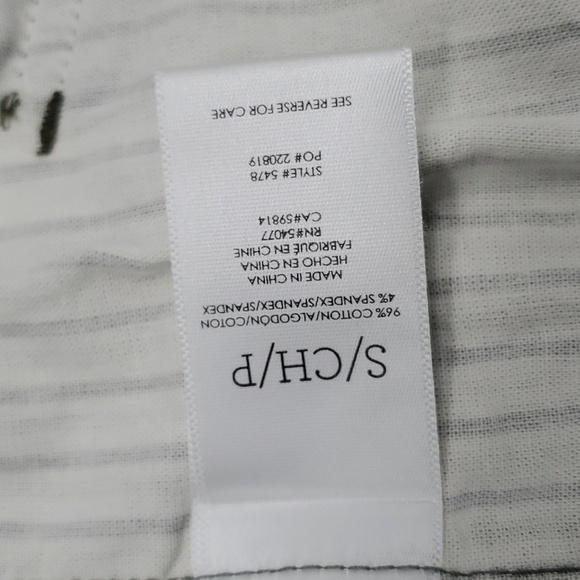 S/CH/P
96% COTTON/ALGODÓN/COTON
4% SPANDEX/SPANDEX/SPANDEX
MADE IN CHINA
HECHO EN CHINA
FABRIQUÉ EN CHINE
RN#54077
CA#59814
STYLE# 5478
PO# 220819
SEE REVERSE FOR CARE